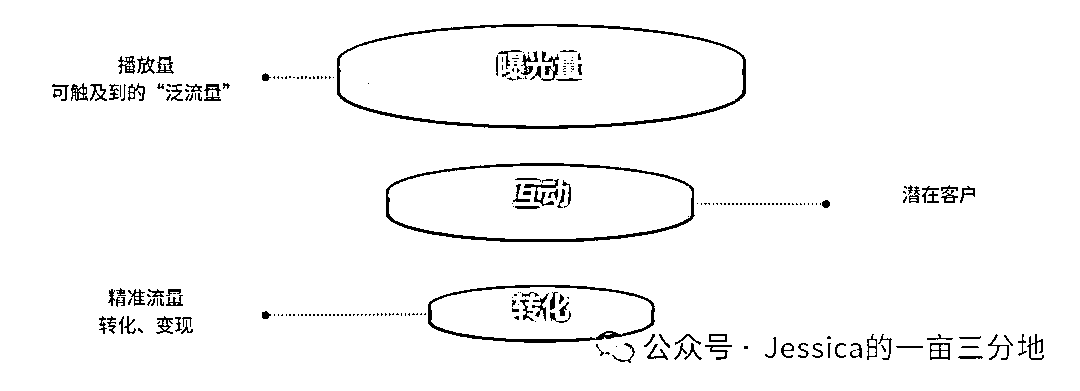 曝光量
播放量
可触及到的“泛流量”
互动
潜在客户
转化
精准流量
转化、变现
公众号 · Jessica的一亩三分地